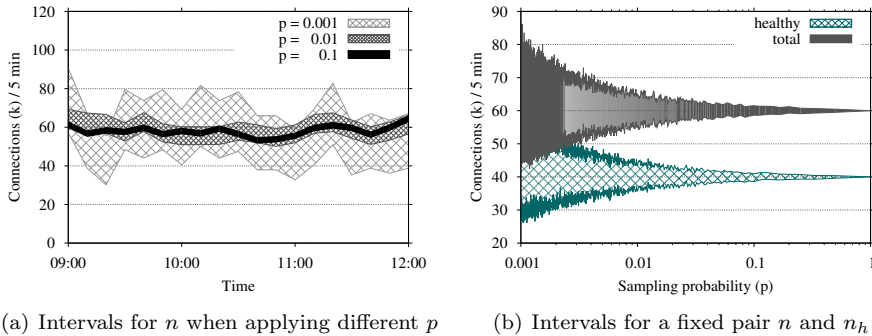 Connections (k) / 5 min
120
100
80
60
40
20
0
09:00
10:00
11:00
12:00
Time
p = 0.001
p = 0.01
p = 0.1
(a) Intervals for n when applying different p
Connections (k) / 5 min
90
80
70
60
50
40
30
20
0.001
0.01
0.1
1
Sampling probability (p)
healthy
total
(b) Intervals for a fixed pair n and n_h